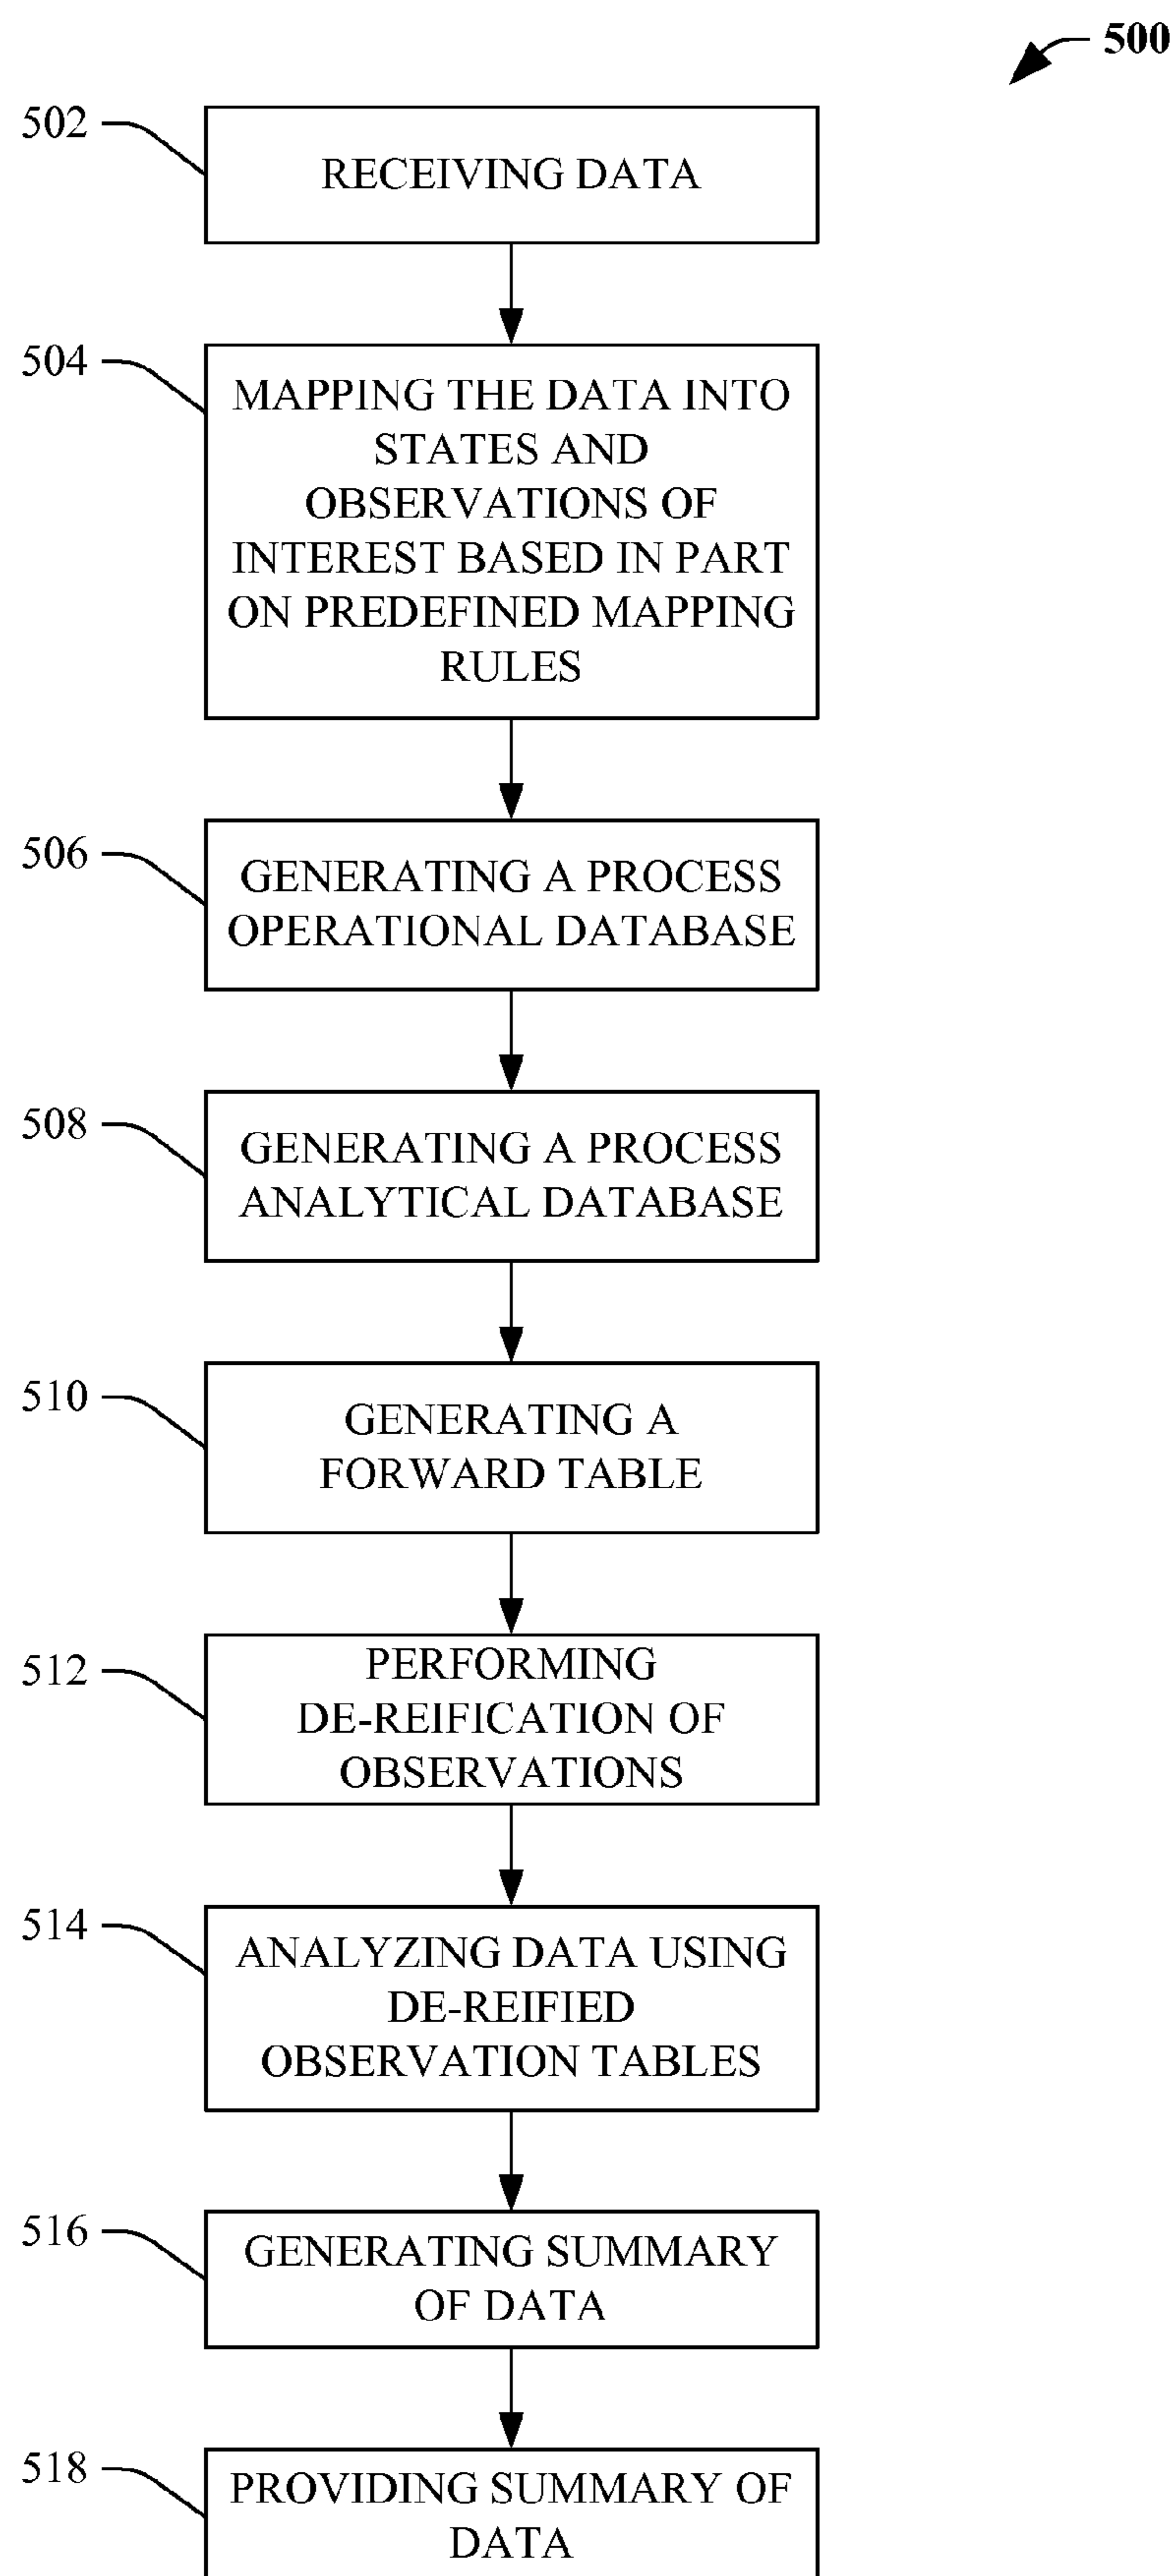 500
502
RECEIVING DATA
504
MAPPING THE DATA INTO
STATES AND
OBSERVATIONS OF
INTEREST BASED IN PART
ON PREDEFINED MAPPING
RULES
506
GENERATING A PROCESS
OPERATIONAL DATABASE
508
GENERATING A PROCESS
ANALYTICAL DATABASE
510
GENERATING A
FORWARD TABLE
512
PERFORMING
DE-REIFICATION OF
OBSERVATIONS
514
ANALYZING DATA USING
DE-REIFIED
OBSERVATION TABLES
516
GENERATING SUMMARY
OF DATA
518
PROVIDING SUMMARY OF
DATA